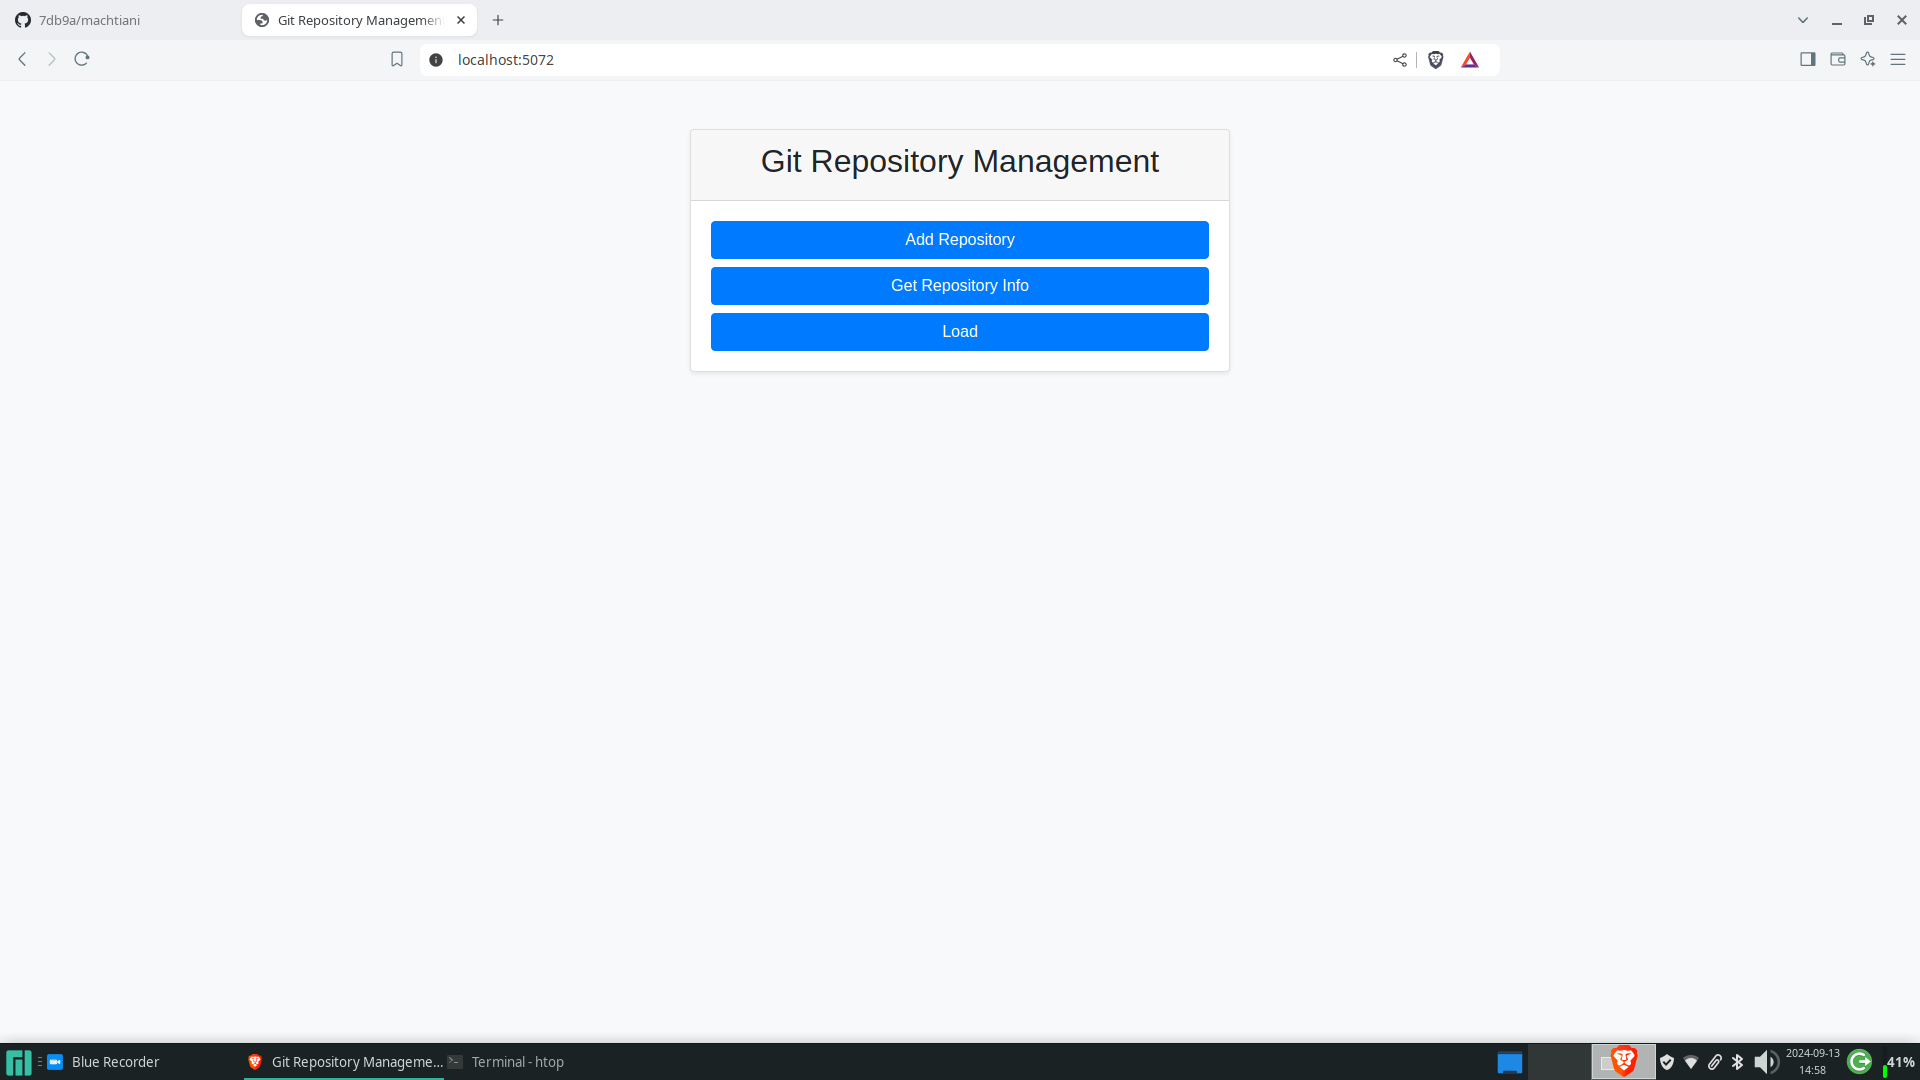 7db9a/machtiani
Git Repository Managemen
localhost:5072
Git Repository Management
Add Repository
Get Repository Info
Load
Blue Recorder
Git Repository Manageme...
Terminal - htop
2024-09-13
14:58
41%